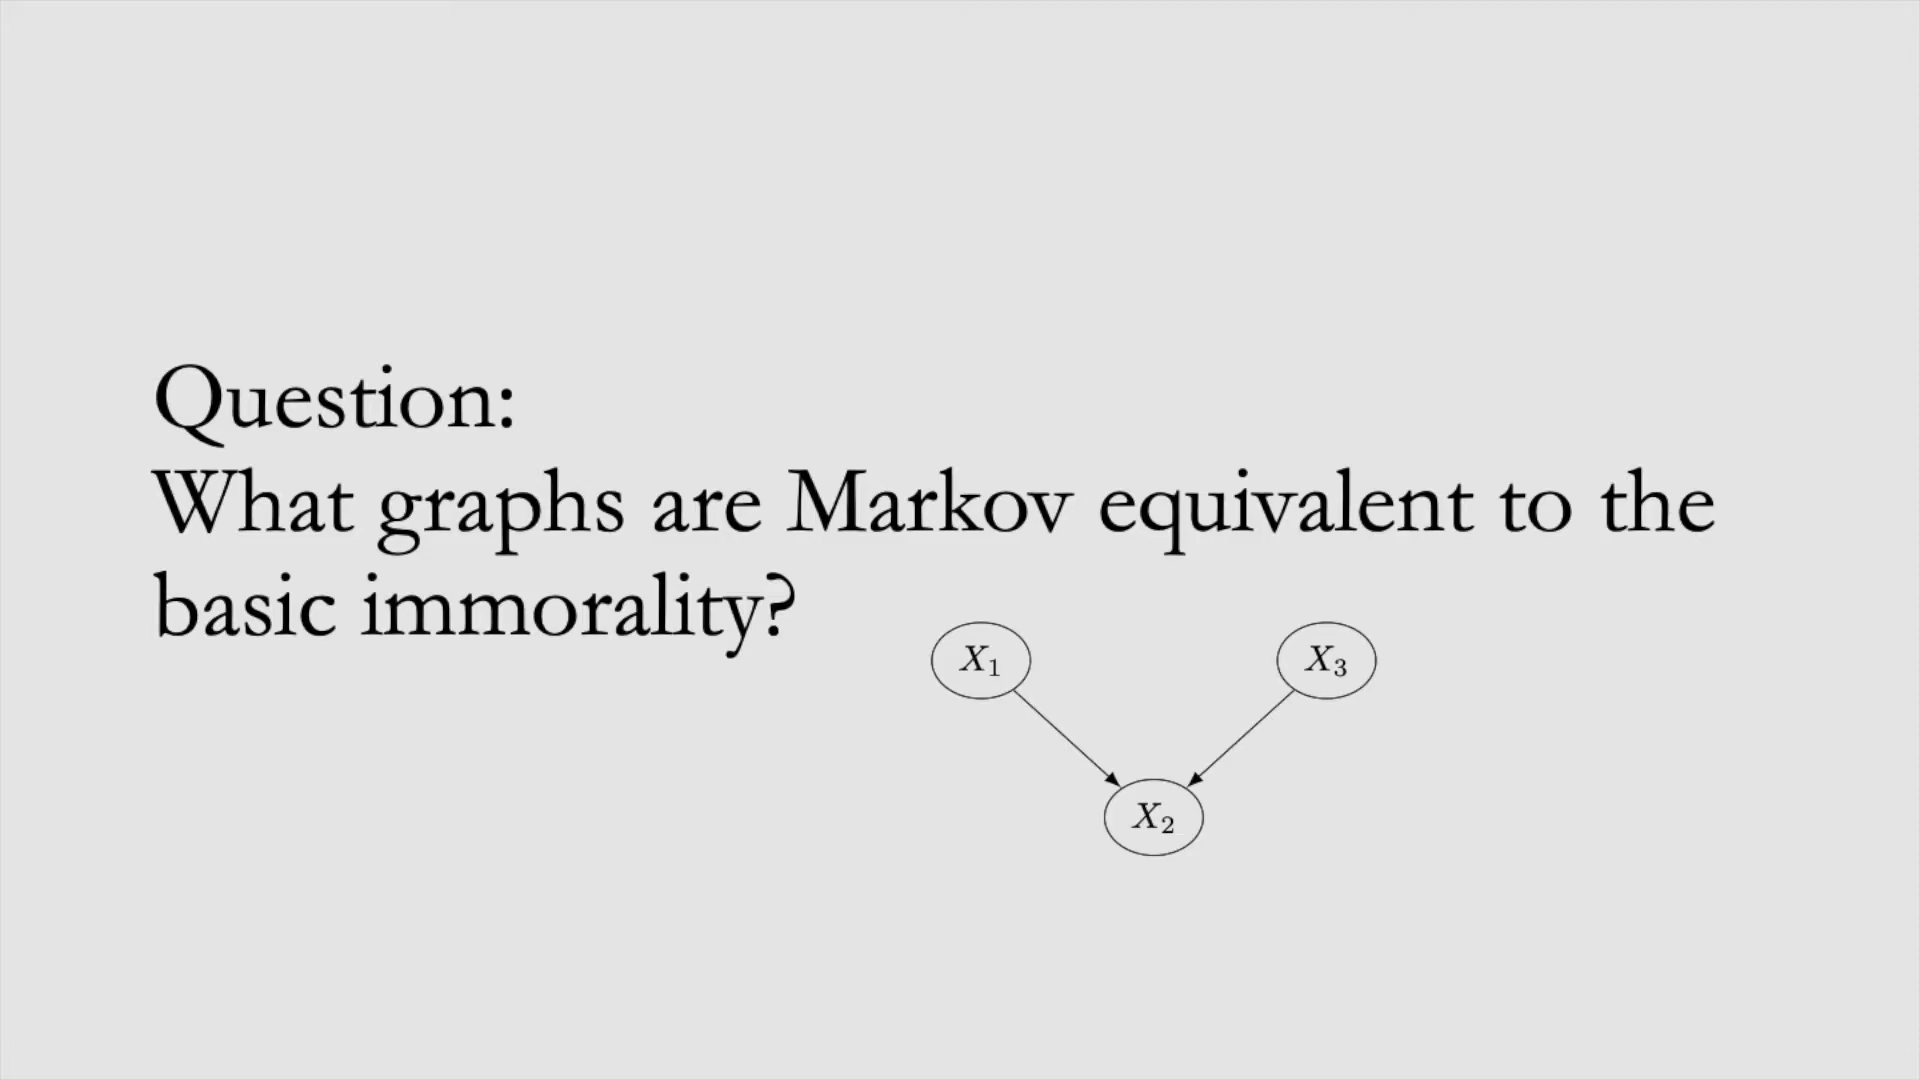 Question:
What graphs are Markov equivalent to the
basic immorality?
X₁ X₃
X₂